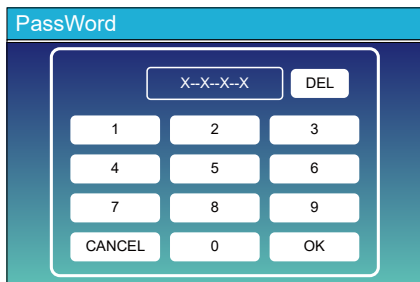 PassWord
X--X--X--X DEL
1 2 3
4 5 6
7 8 9
CANCEL 0 OK